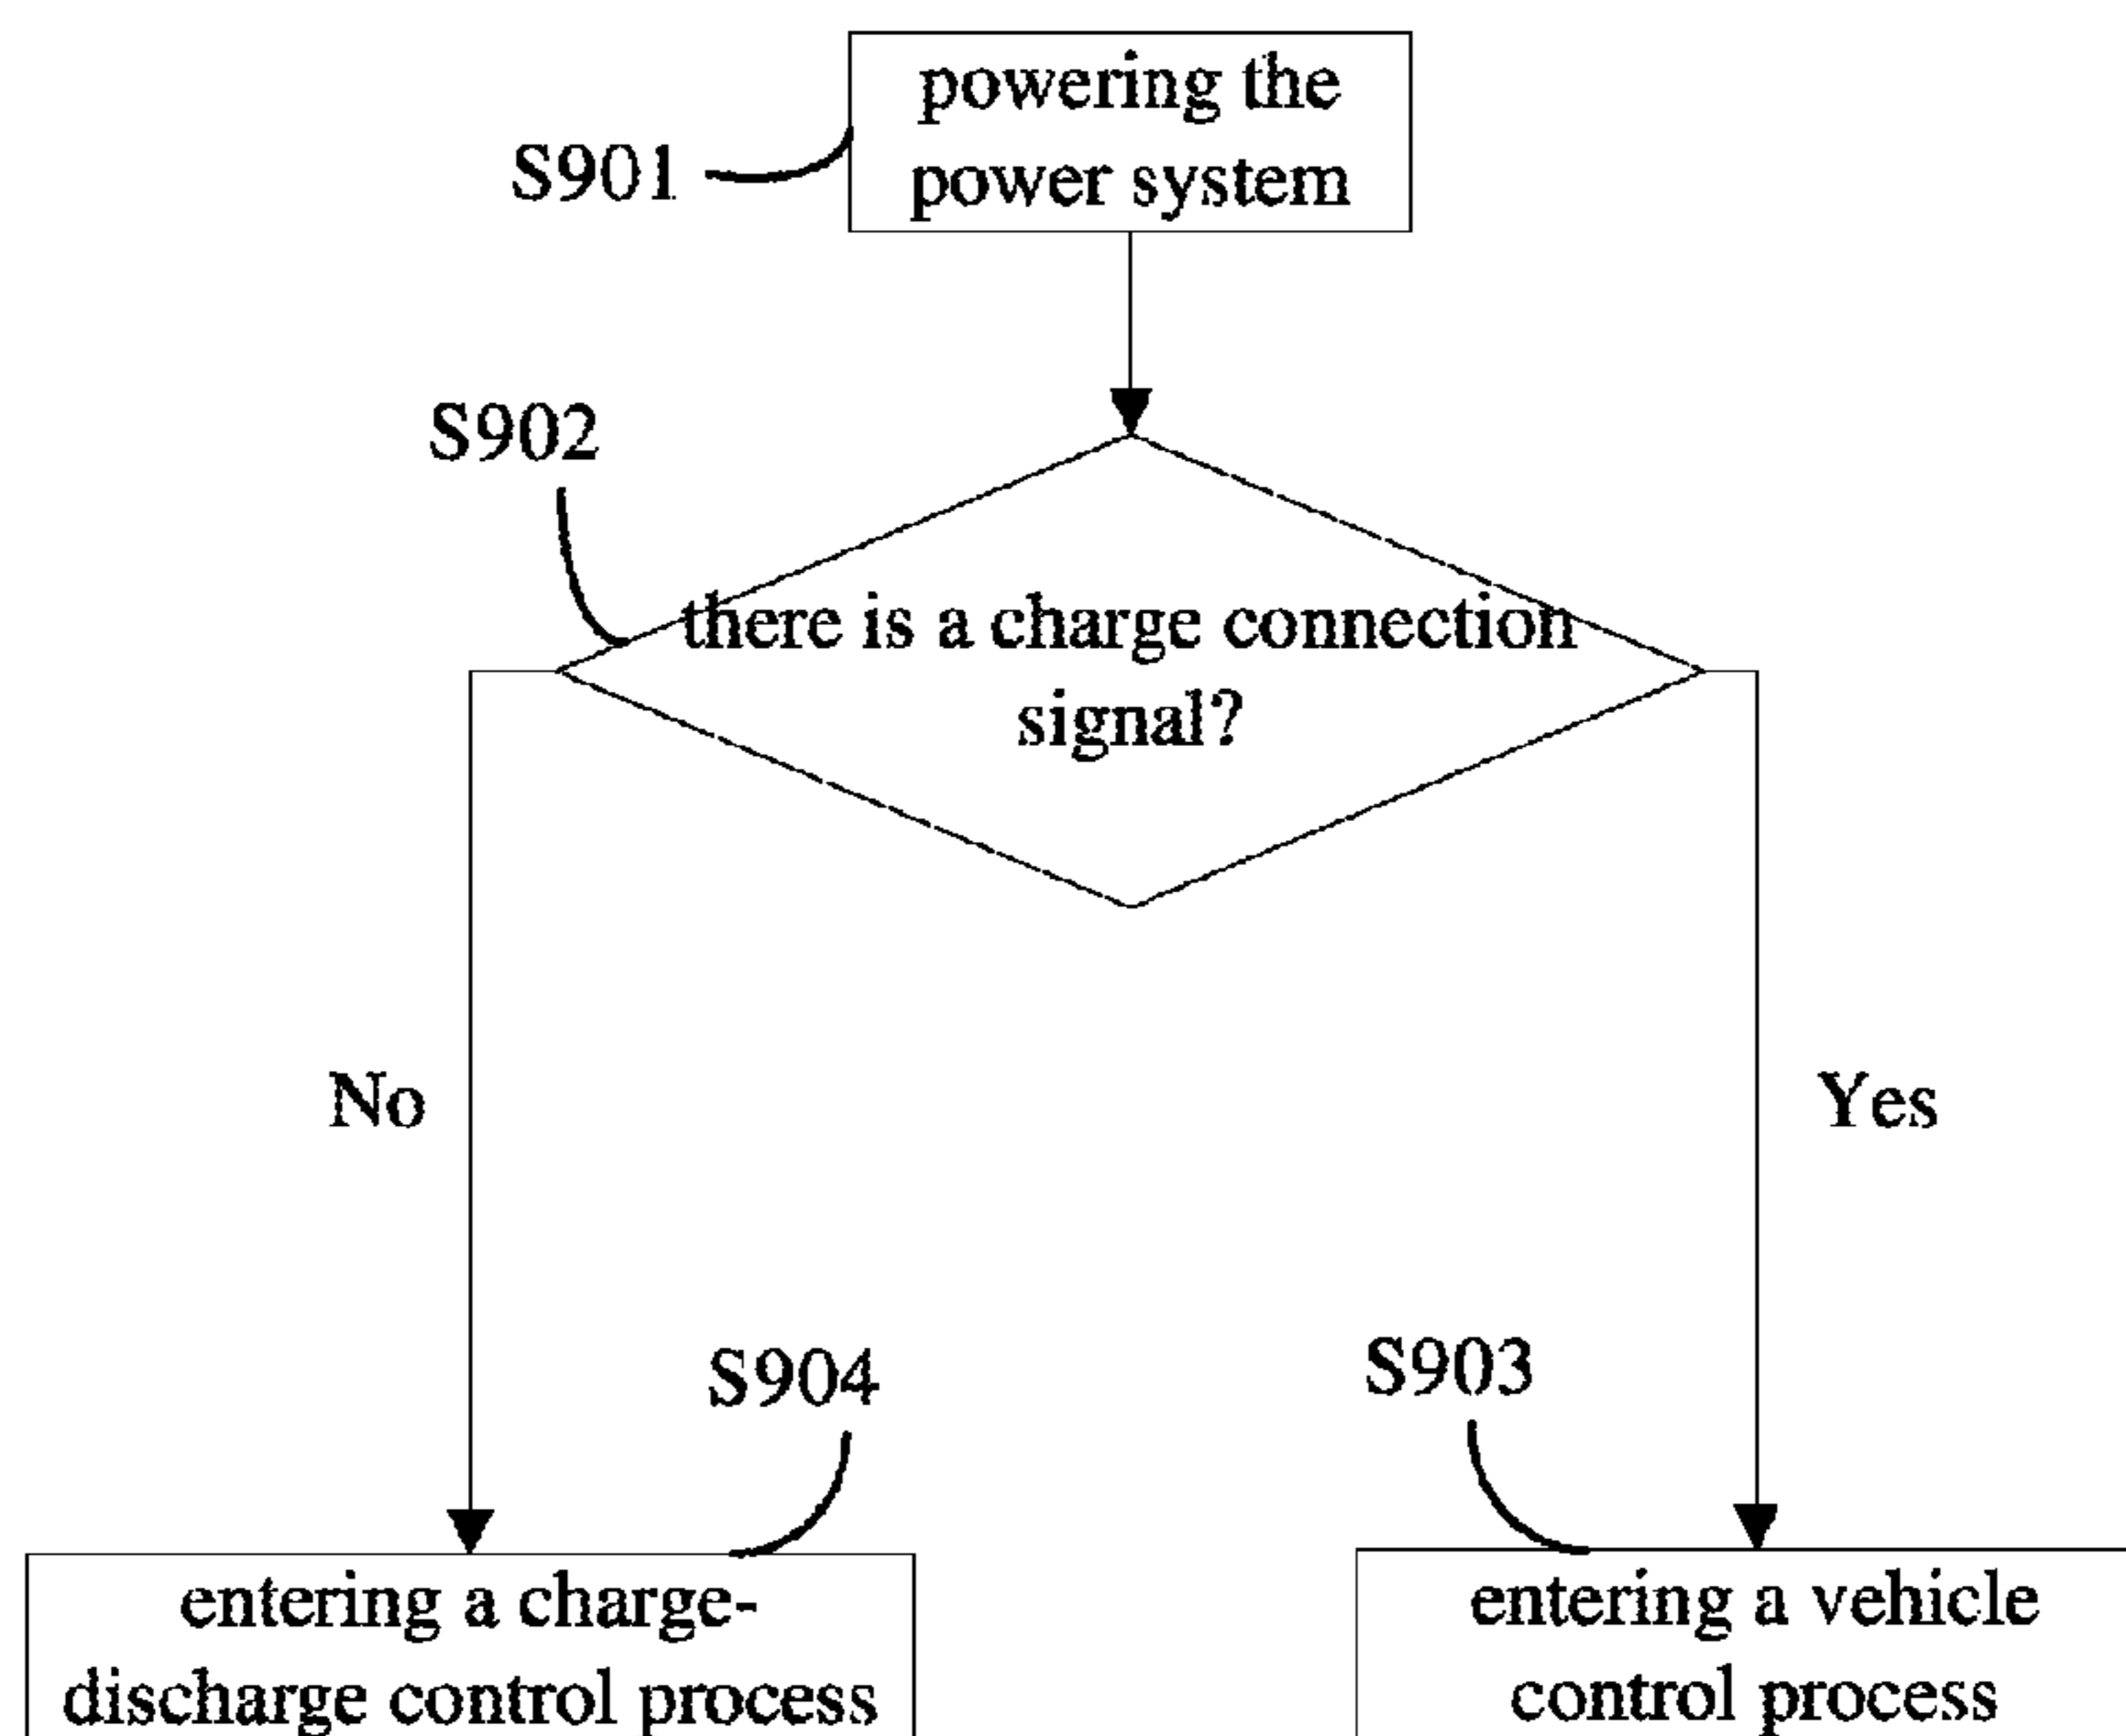 powering the
power system
S901
S902
there is a charge connection
signal?
No
Yes
S904
S903
entering a charge-
discharge control process
entering a vehicle
control process